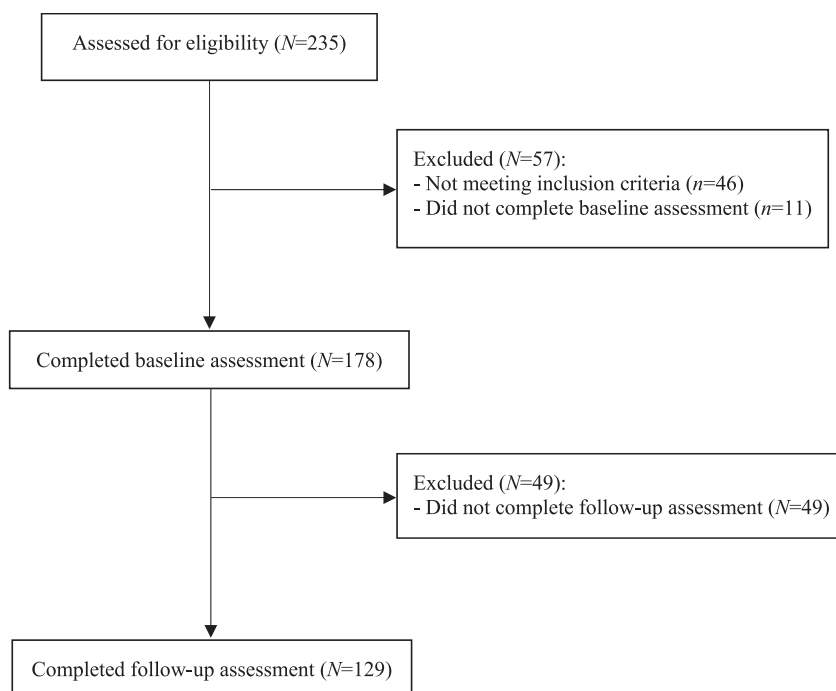 Assessed for eligibility (N=235)
Excluded (N=57):
- Not meeting inclusion criteria (n=46)
- Did not complete baseline assessment (n=11)
Completed baseline assessment (N=178)
Excluded (N=49):
- Did not complete follow-up assessment (N=49)
Completed follow-up assessment (N=129)